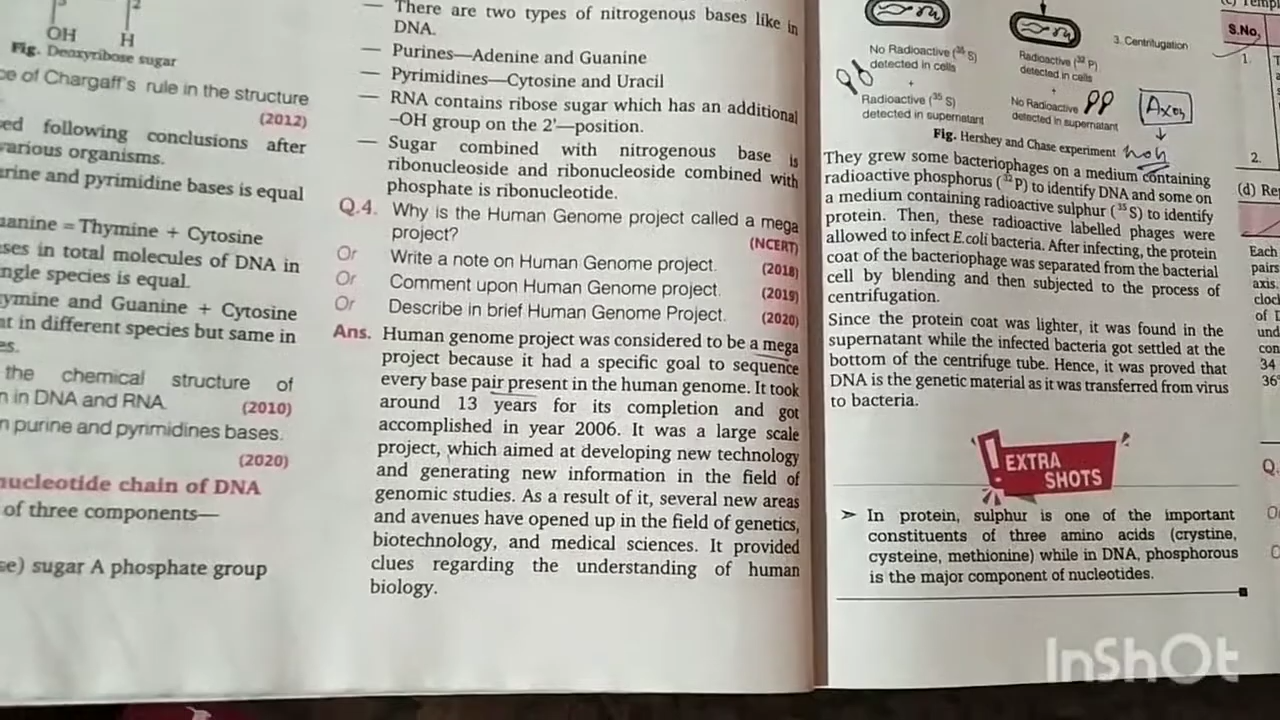 OH
H
Fig. Deoxyribose sugar
ce of Chargaff's rule in the structure
(2012)
following conclusions after
various organisms.
and pyrimidine bases is equal
= Thymine + Cytosine
in total molecules of DNA in
species is equal.
and Guanine + Cytosine
in different species but same in
the chemical structure of
in DNA and RNA.
(2010)
purine and pyrimidines bases.
(2020)
nucleotide chain of DNA
of three components—
sugar A phosphate group
— There are two types of nitrogenous bases like in
DNA.
— Purines—Adenine and Guanine
— Pyrimidines—Cytosine and Uracil
— RNA contains ribose sugar which has an additional
–OH group on the 2'—position.
— Sugar combined with nitrogenous base is
ribonucleoside and ribonucleoside combined with
phosphate is ribonucleotide.
Q.4. Why is the Human Genome project called a mega
project? (NCERT)
Or Write a note on Human Genome project. (2018)
Or Comment upon Human Genome project. (2019)
Or Describe in brief Human Genome Project. (2020)
Ans. Human genome project was considered to be a mega
project because it had a specific goal to sequence
every base pair present in the human genome. It took
around 13 years for its completion and got
accomplished in year 2006. It was a large scale
project, which aimed at developing new technology
and generating new information in the field of
genomic studies. As a result of it, several new areas
and avenues have opened up in the field of genetics,
biotechnology, and medical sciences. It provided
clues regarding the understanding of human
biology.
3. Centrifugation
No Radioactive (³⁵ S)
detected in cells
+
Radioactive (³⁵ S)
detected in supernatant
Radioactive (³² P)
detected in cells
+
No Radioactive
detected in supernatant
Fig. Hershey and Chase experiment
They grew some bacteriophages on a medium containing
radioactive phosphorus (³²P) to identify DNA and some on
a medium containing radioactive sulphur (³⁵S) to identify
protein. Then, these radioactive labelled phages were
allowed to infect E.coli bacteria. After infecting, the protein
coat of the bacteriophage was separated from the bacterial
cell by blending and then subjected to the process of
centrifugation.
Since the protein coat was lighter, it was found in the
supernatant while the infected bacteria got settled at the
bottom of the centrifuge tube. Hence, it was proved that
DNA is the genetic material as it was transferred from virus
to bacteria.
EXTRA
SHOTS
➤ In protein, sulphur is one of the important
constituents of three amino acids (crystine,
cysteine, methionine) while in DNA, phosphorous
is the major component of nucleotides.
S.No.
1.
2.
(d)
Each
pairs
axis.
of
34
InShOt